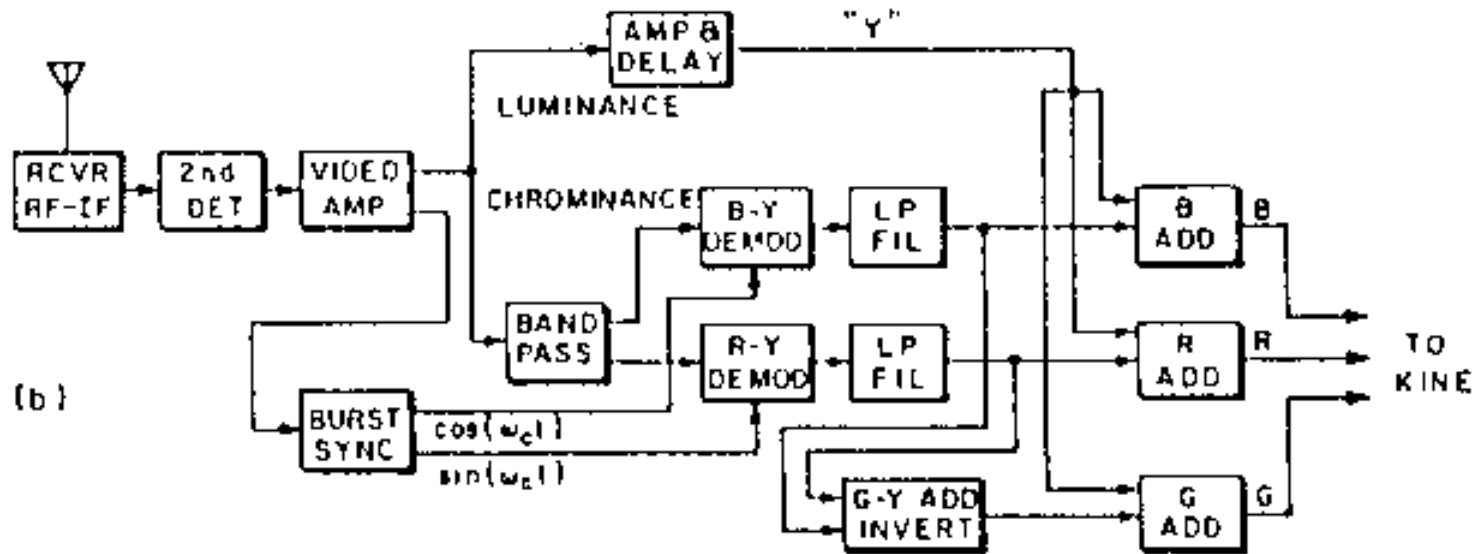 "Y"
AMP &
DELAY
LUMINANCE
RCVR
RF-IF
2nd
DET
VIDEO
AMP
CHROMINANCE
B-Y
DEMOD
LP
FIL
B
ADD
B
BAND
PASS
R-Y
DEMOD
LP
FIL
R
ADD
R
TO
KINE
(b)
BURST
SYNC
cos(ωct)
sin(ωct)
G-Y ADD
INVERT
G
ADD
G